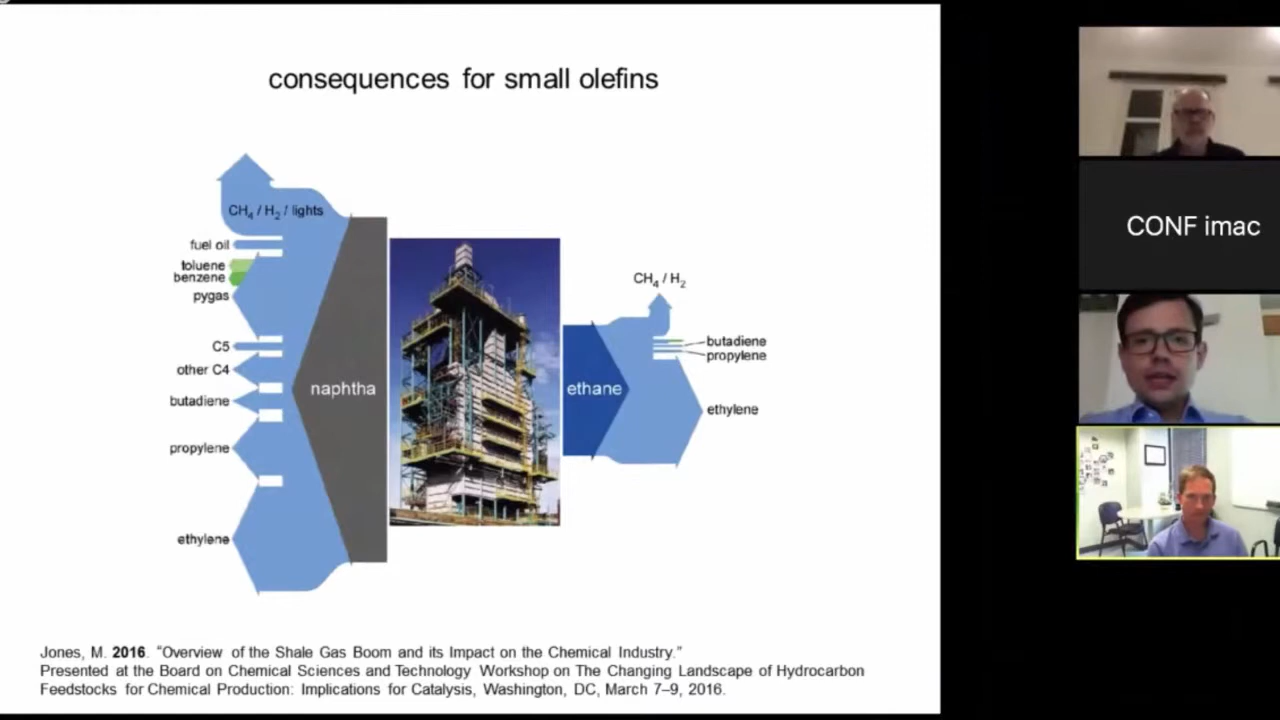 consequences for small olefins
CH4 / H2 / lights
fuel oil
toluene
benzene
pygas
C5
other C4
butadiene
propylene
ethylene
naphtha
ethane
CH4 / H2
butadiene
propylene
ethylene
Jones, M. 2016. “Overview of the Shale Gas Boom and its Impact on the Chemical Industry.”
Presented at the Board on Chemical Sciences and Technology Workshop on The Changing Landscape of Hydrocarbon
Feedstocks for Chemical Production: Implications for Catalysis, Washington, DC, March 7–9, 2016.
CONF imac